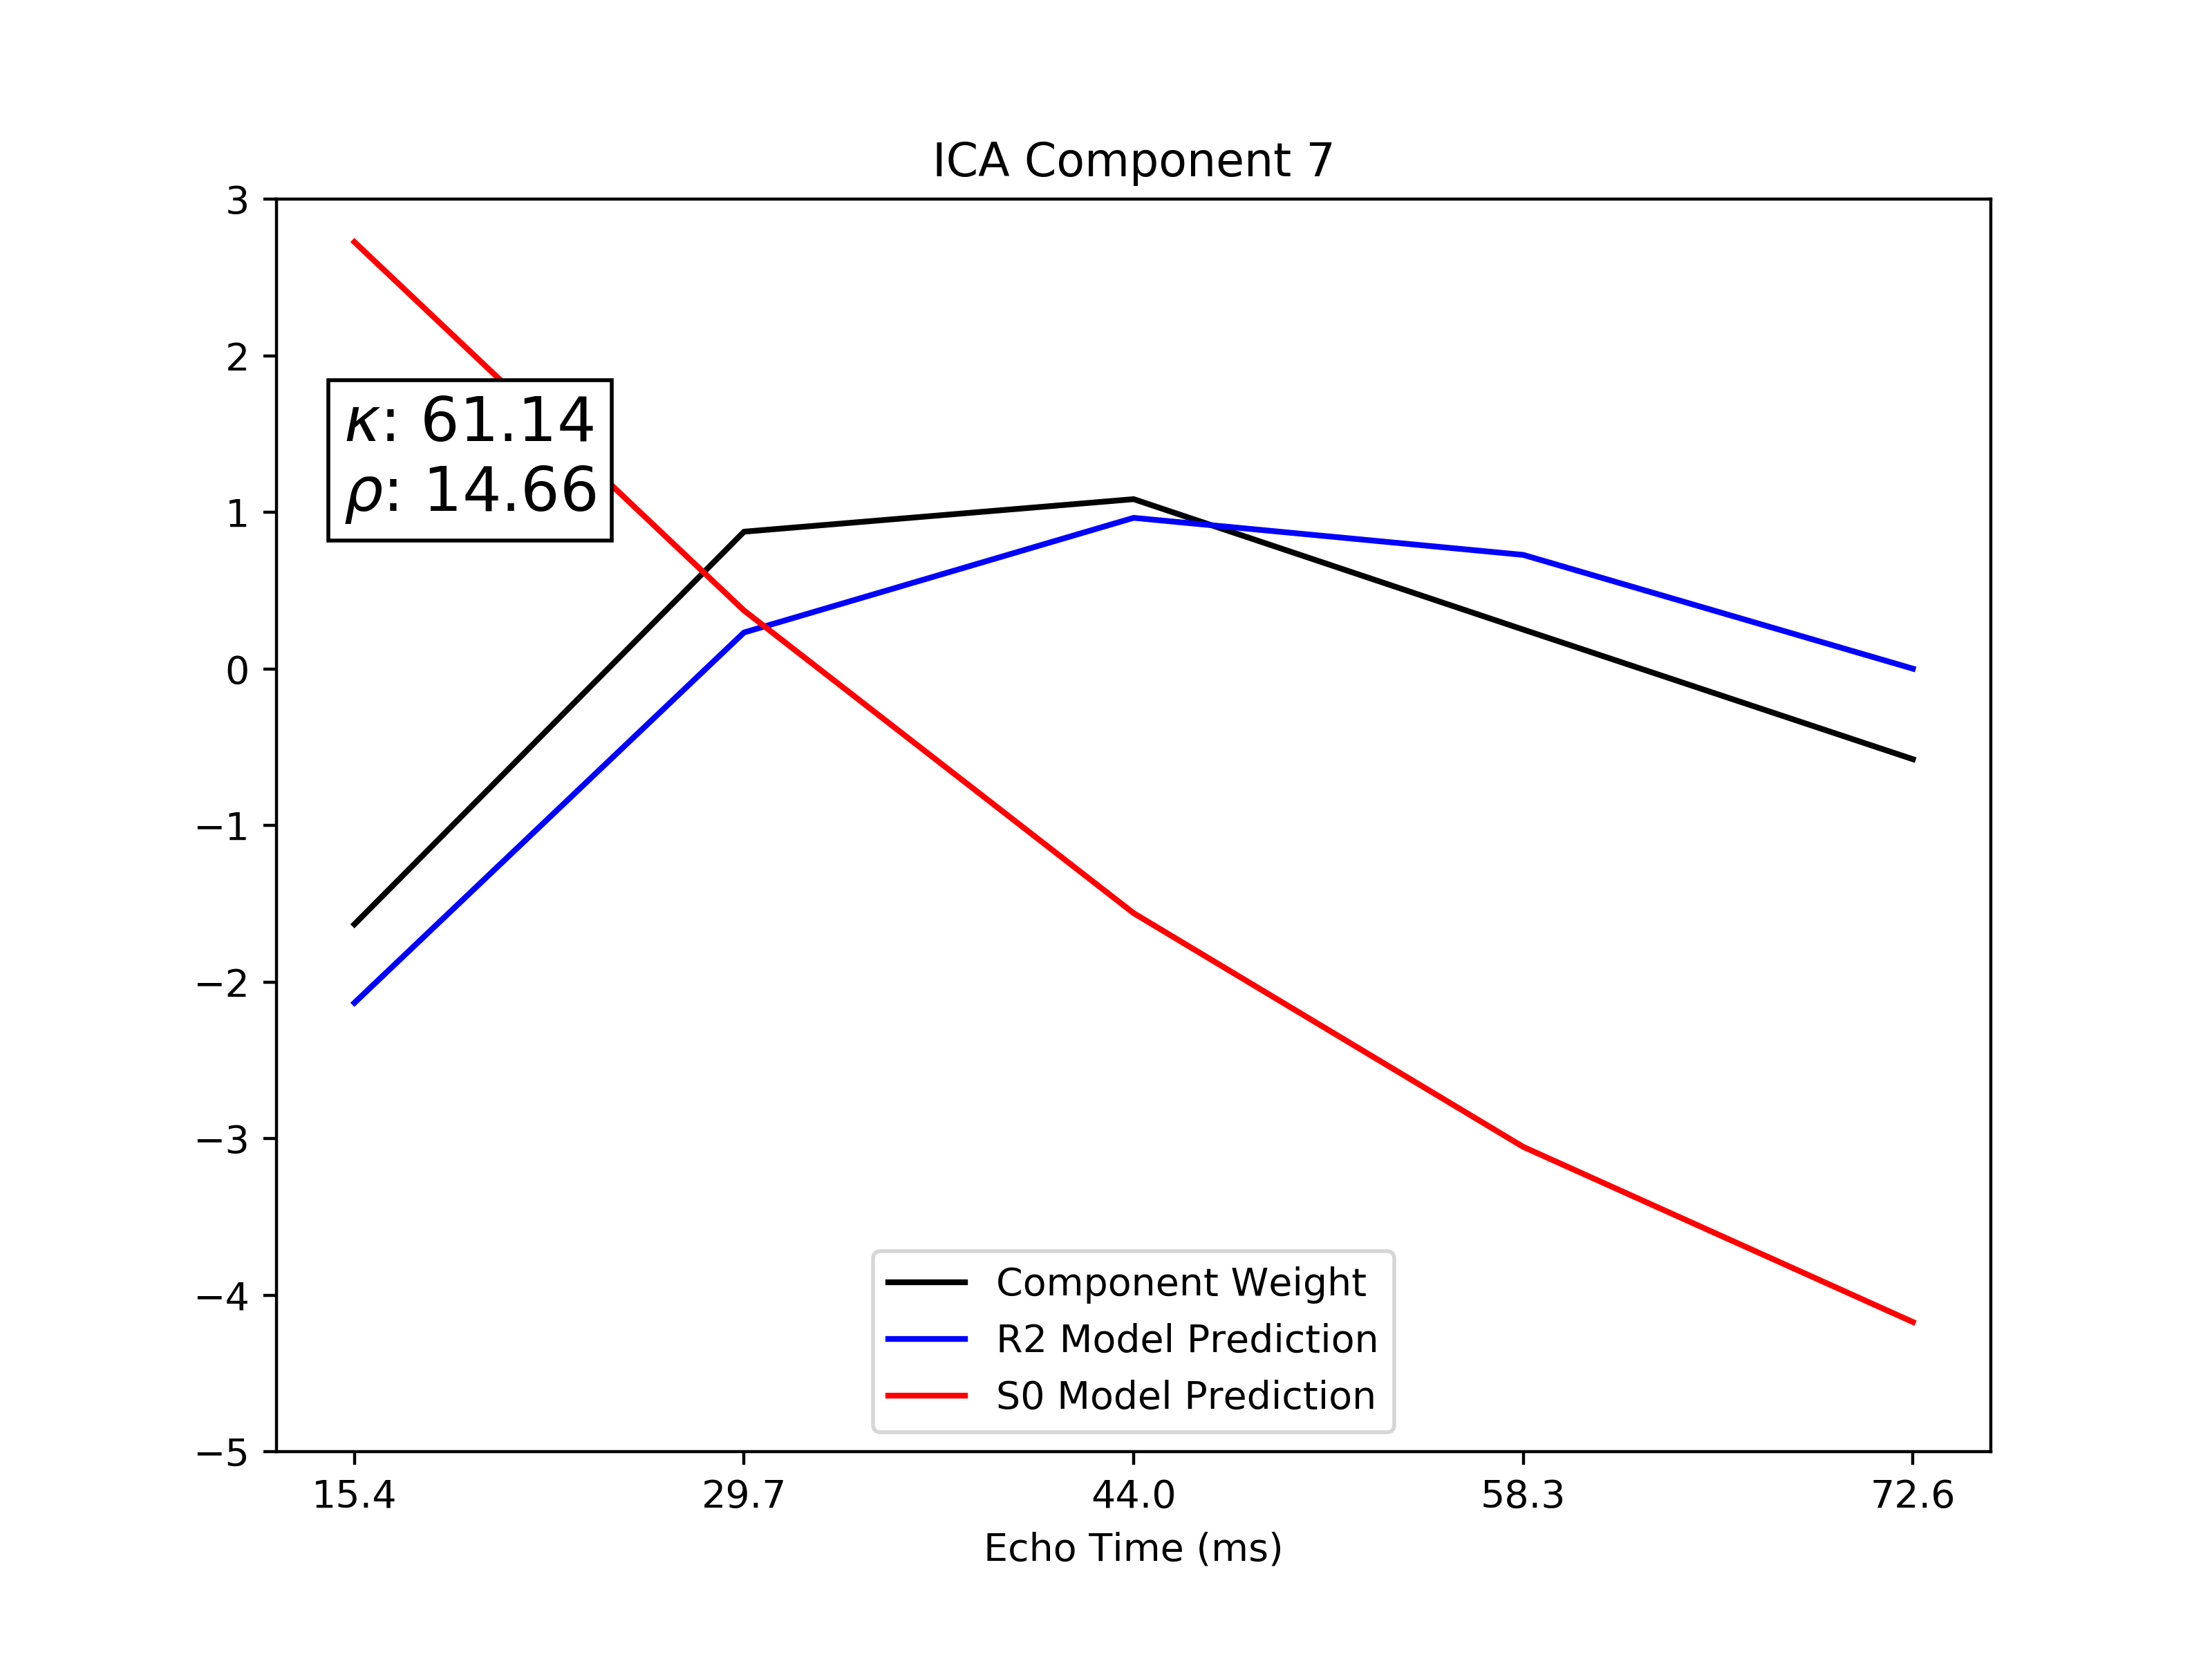 ICA Component 7
3
2
1
0
−1
−2
−3
−4
−5
κ: 61.14
ρ: 14.66
Component Weight
R2 Model Prediction
S0 Model Prediction
15.4 29.7 44.0 58.3 72.6
Echo Time (ms)